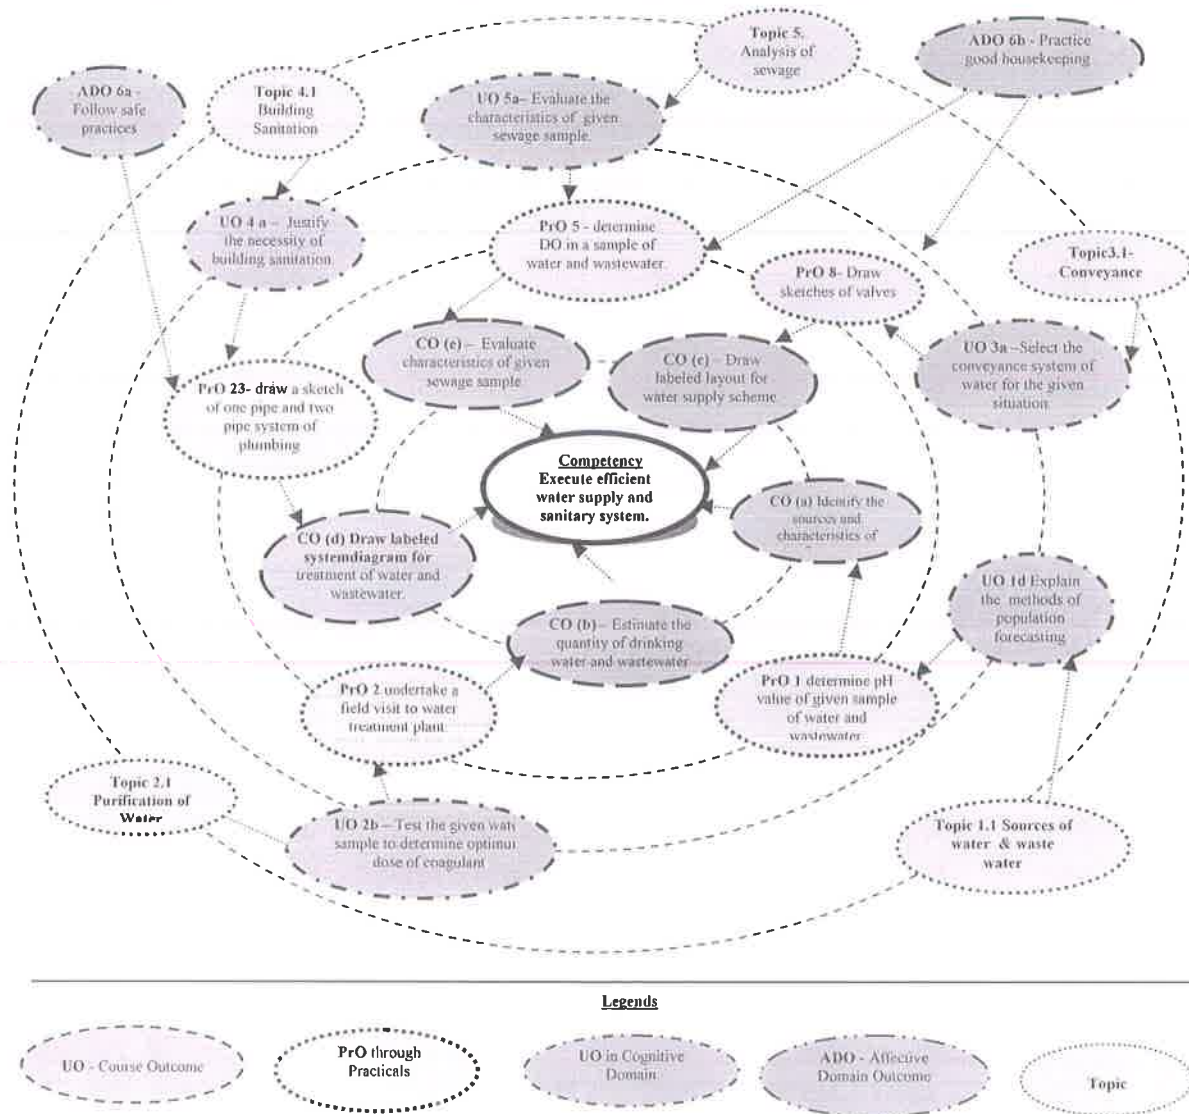 Topic 5.
Analysis of
sewage
ADO 6b - Practice
good housekeeping
ADO 6a -
Follow safe
practices
Topic 4.1
Building
Sanitation
UO 5a– Evaluate the
characteristics of given
sewage sample.
UO 4 a – Justify
the necessity of
building sanitation.
PrO 5 - determine
DO in a sample of
water and wastewater.
PrO 8- Draw
sketches of valves
Topic3.1-
Conveyance
CO (e) – Evaluate
characteristics of given
sewage sample
CO (c) – Draw
labeled layout for
water supply scheme
UO 3a –Select the
conveyance system of
water for the given
situation
PrO 23- draw a sketch
of one pipe and two
pipe system of
plumbing
Competency
Execute efficient
water supply and
sanitary system.
CO (a) Identify the
sources and
characteristics of
CO (d) Draw labeled
systemdiagram for
treatment of water and
wastewater.
UO 1d Explain
the methods of
population
forecasting
CO (b) – Estimate the
quantity of drinking
water and wastewater
PrO 2 undertake a
field visit to water
treatment plant
PrO 1 determine pH
value of given sample
of water and
wastewater
Topic 2.1
Purification of
Water
UO 2b – Test the given wat
sample to determine optimu
dose of coagulant
Topic 1.1 Sources of
water & waste
water
Legends
UO - Course Outcome
PrO through
Practicals
UO in Cognitive
Domain
ADO - Affective
Domain Outcome
Topic